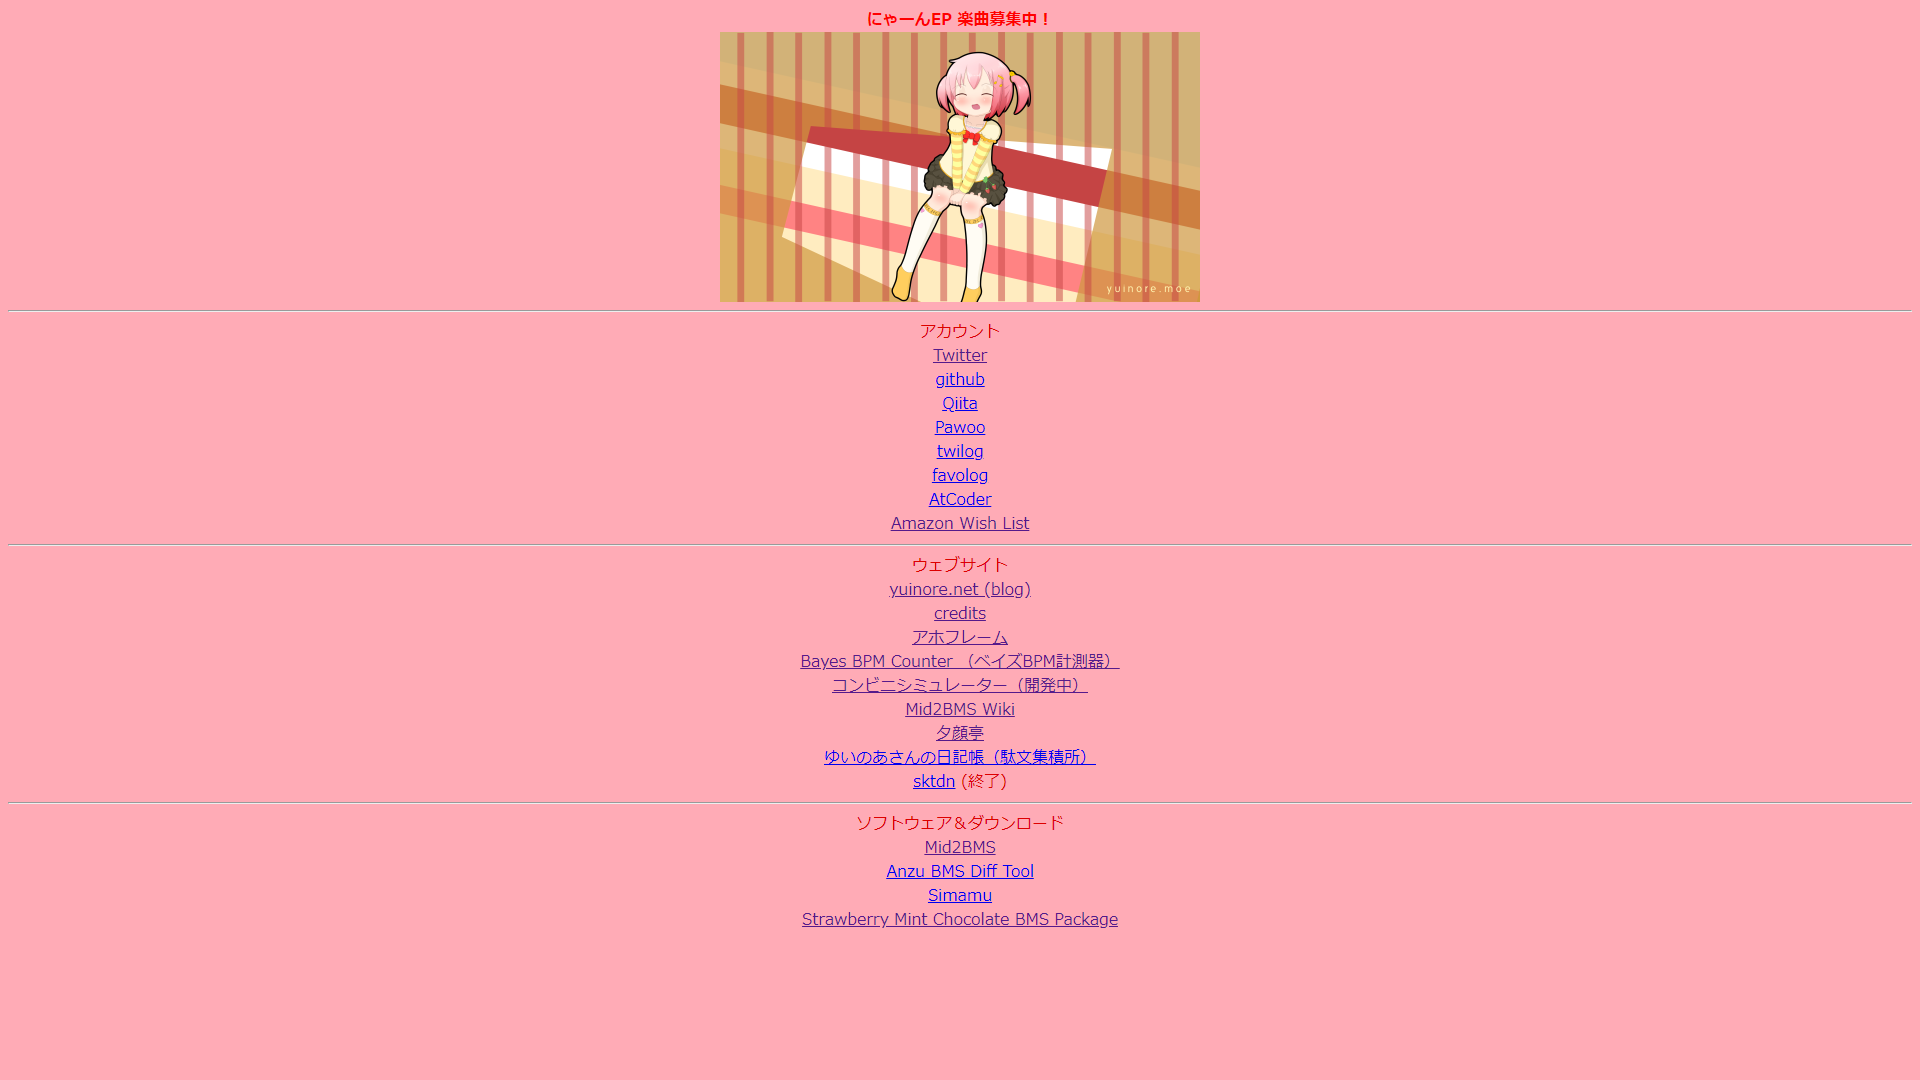 にゃーんEP 楽曲募集中！
yuinore.moe
アカウント
Twitter
github
Qiita
Pawoo
twilog
favolog
AtCoder
Amazon Wish List
ウェブサイト
yuinore.net (blog)
credits
アホフレーム
Bayes BPM Counter （ベイズBPM計測器）
コンビニシミュレーター（開発中）
Mid2BMS Wiki
夕顔亭
ゆいのあさんの日記帳（駄文集積所）
sktdn (終了)
ソフトウェア＆ダウンロード
Mid2BMS
Anzu BMS Diff Tool
Simamu
Strawberry Mint Chocolate BMS Package